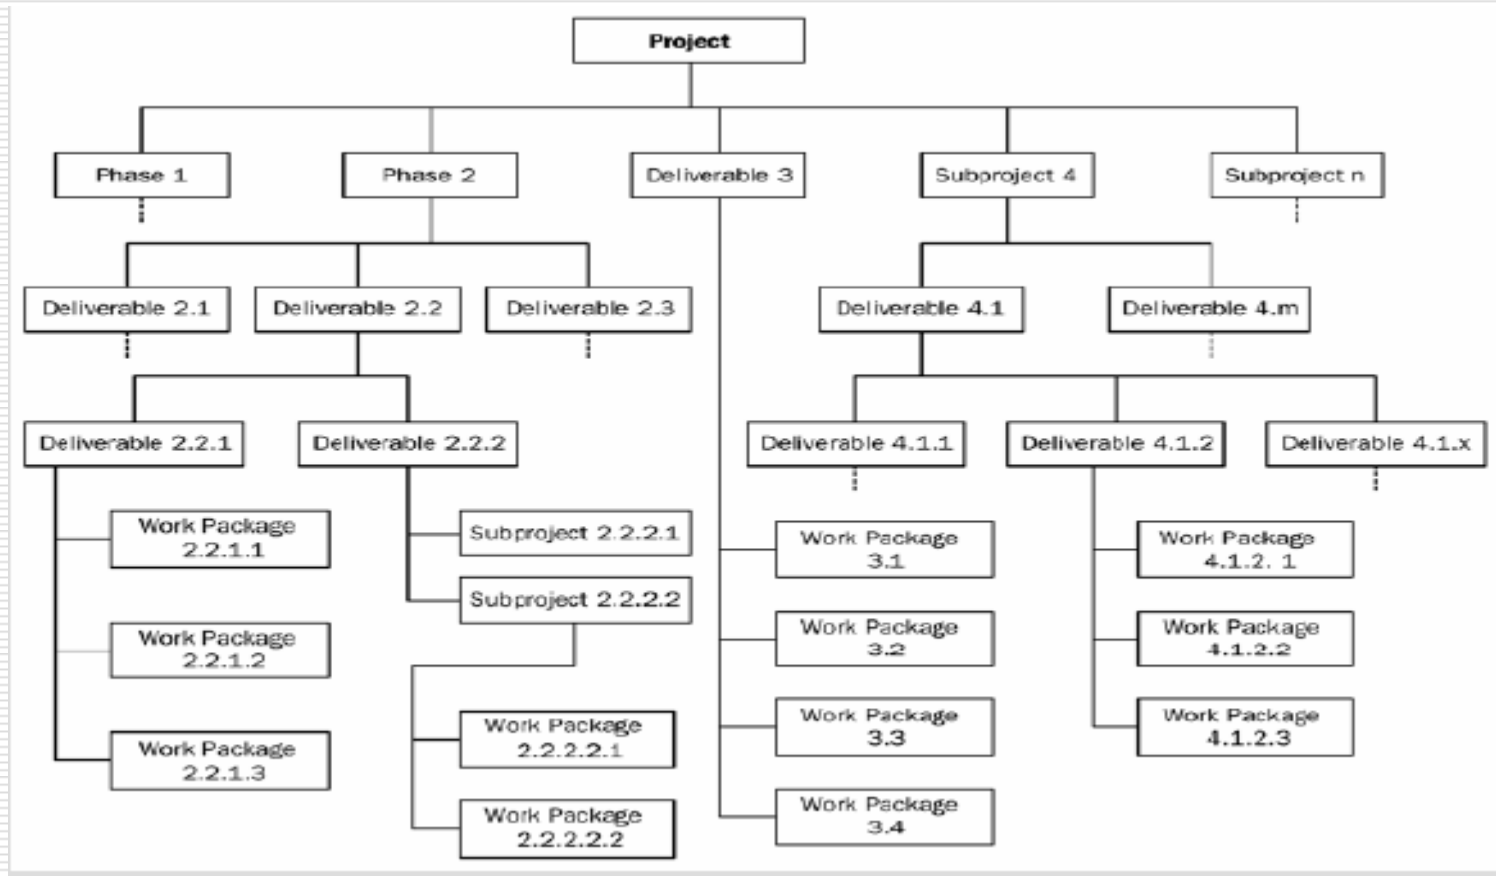 Project
Phase 1
Phase 2
Deliverable 3
Subproject 4
Subproject n
Deliverable 2.1
Deliverable 2.2
Deliverable 2.3
Deliverable 4.1
Deliverable 4.m
Deliverable 2.2.1
Deliverable 2.2.2
Deliverable 4.1.1
Deliverable 4.1.2
Deliverable 4.1.x
Work Package
2.2.1.1
Work Package
2.2.1.2
Work Package
2.2.1.3
Subproject 2.2.2.1
Subproject 2.2.2.2
Work Package
2.2.2.2.1
Work Package
2.2.2.2.2
Work Package
3.1
Work Package
3.2
Work Package
3.3
Work Package
3.4
Work Package
4.1.2. 1
Work Package
4.1.2.2
Work Package
4.1.2.3